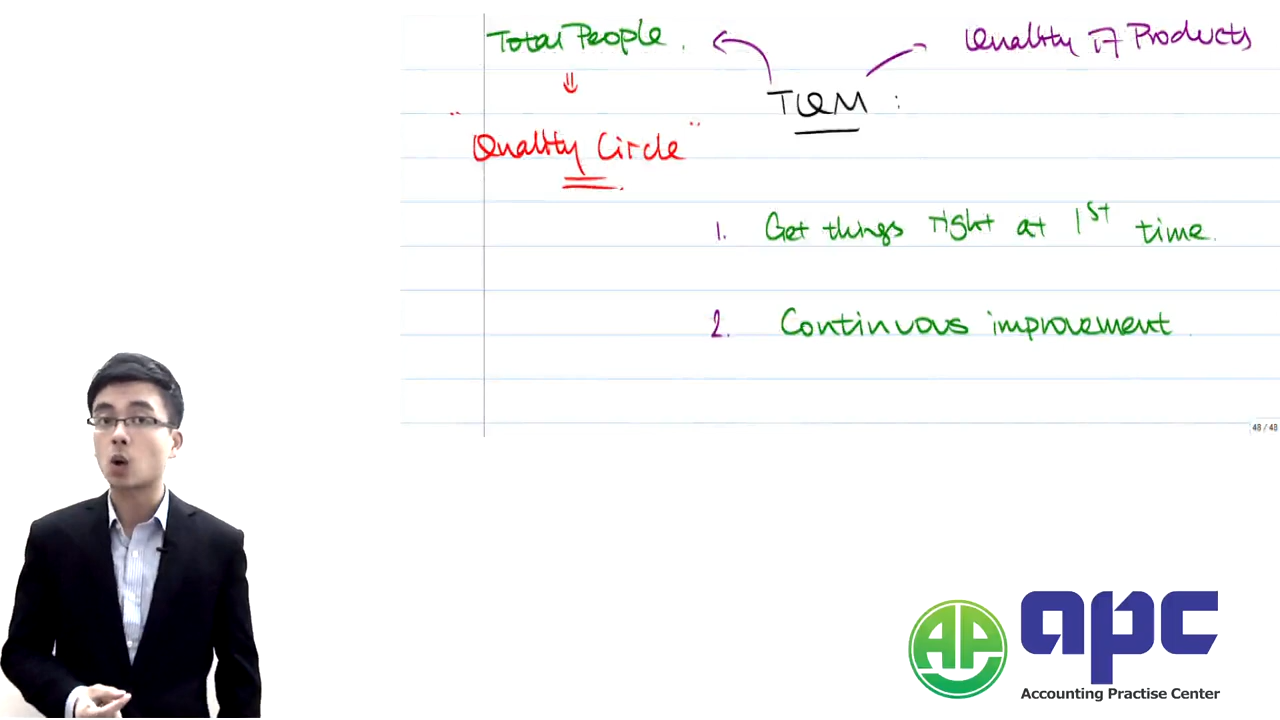 Total People.
Quality of Products
TQM :
"Quality Circle"
1. Get things right at 1st time.
2. Continuous improvement.
48 / 48
AP
apc
Accounting Practise Center